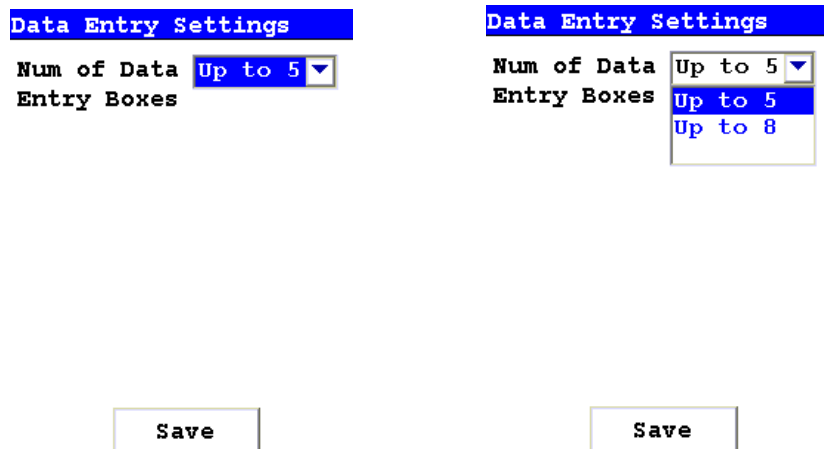 Data Entry Settings
Num of Data Up to 5
Entry Boxes
Save
Data Entry Settings
Num of Data Up to 5
Entry Boxes Up to 5
Up to 8
Save